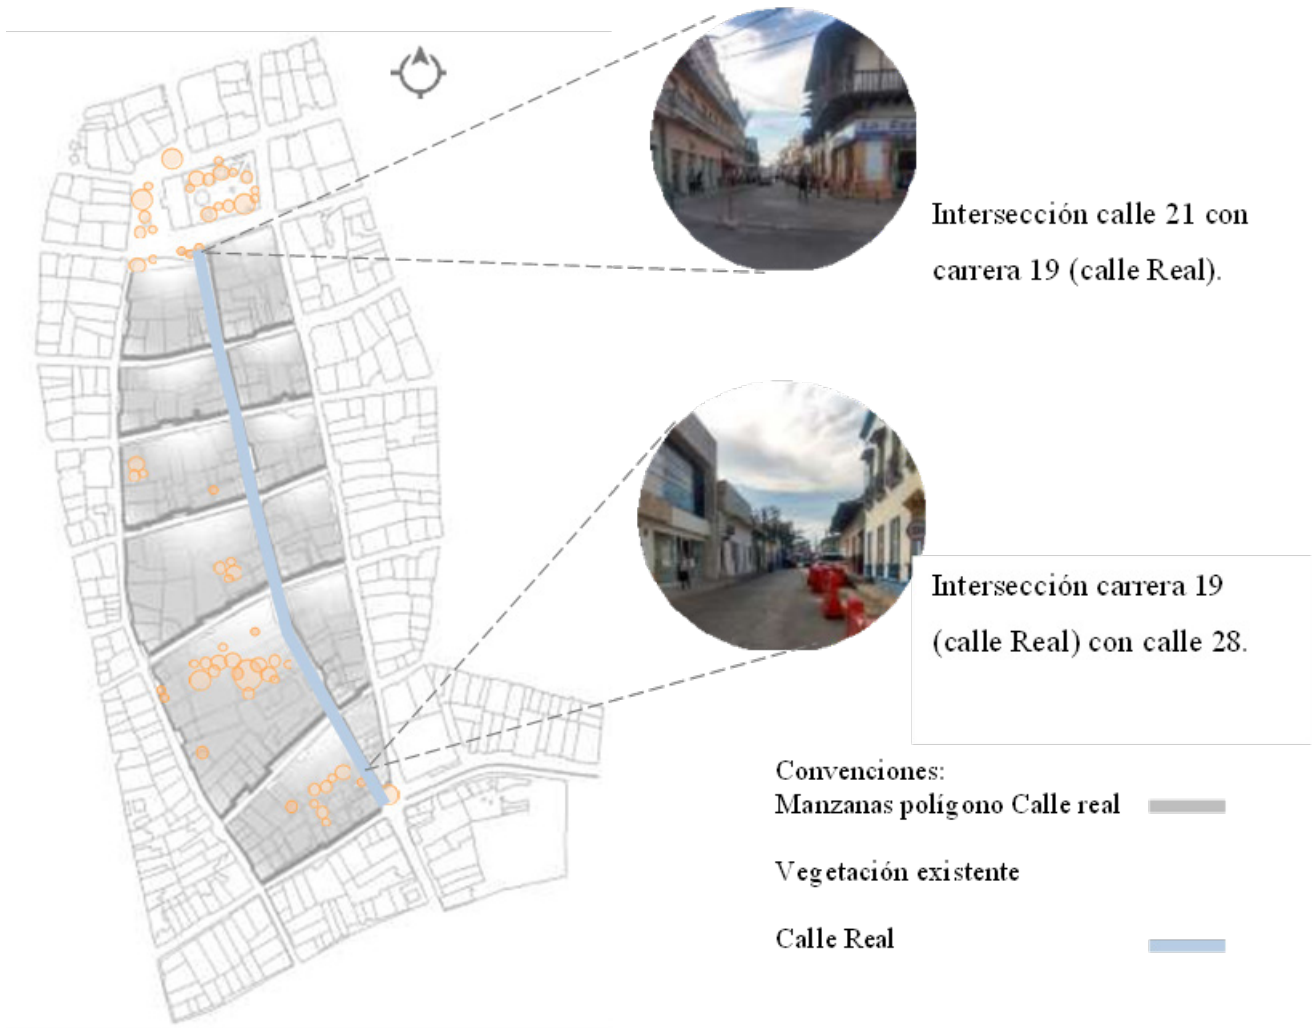 Intersección calle 21 con
carrera 19 (calle Real).
Intersección carrera 19
(calle Real) con calle 28.
Convenciones:
Manzanas polígono Calle real
Vegetación existente
Calle Real